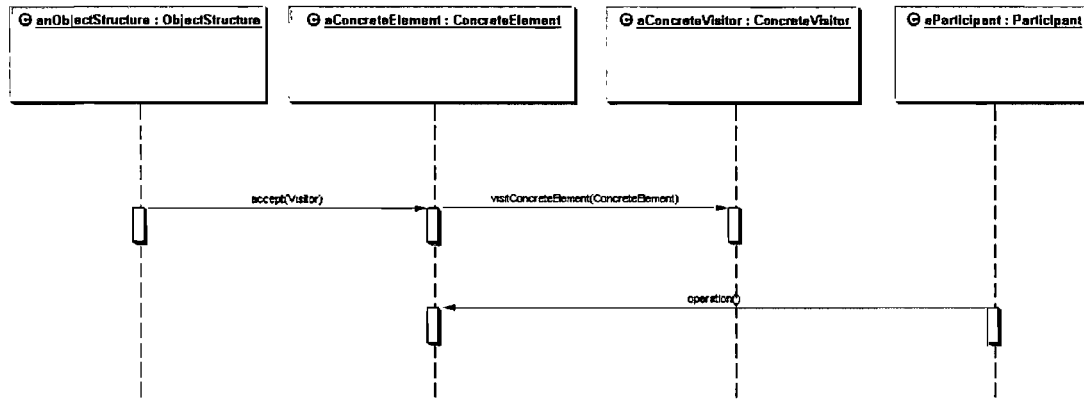 anObjectStructure : ObjectStructure
aConcreteElement : ConcreteElement
aConcreteVisitor : ConcreteVisitor
aParticipant : Participant
accept(Visitor)
visitConcreteElement(ConcreteElement)
operation()